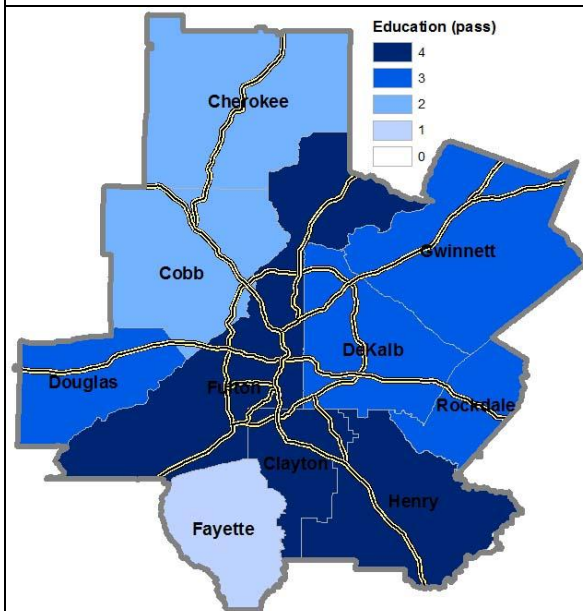 Education (pass)
4
3
2
1
0
Cherokee
Cobb
Gwinnett
DeKalb
Douglas
Fulton
Rockdale
Clayton
Henry
Fayette